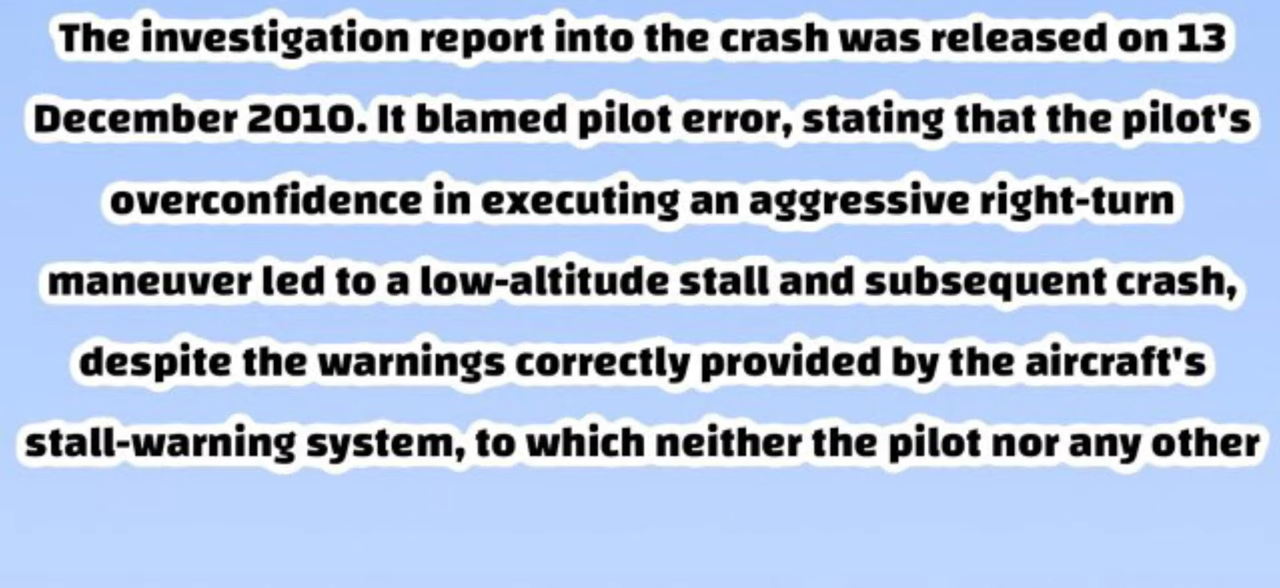 The investigation report into the crash was released on 13
December 2010. It blamed pilot error, stating that the pilot's
overconfidence in executing an aggressive right-turn
maneuver led to a low-altitude stall and subsequent crash,
despite the warnings correctly provided by the aircraft's
stall-warning system, to which neither the pilot nor any other